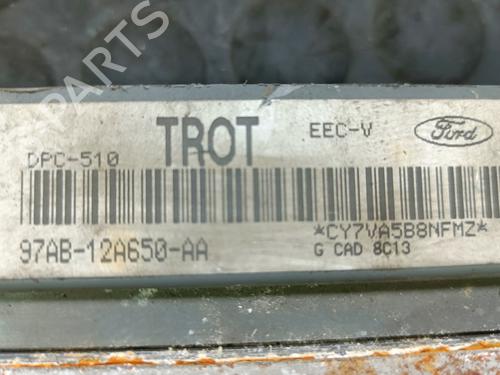 TROT
EEC-V
Ford
DPC-510
*CY7VA5B8NFMZ*
97AB-12A650-AA
G CAD 8C13
B-PARTS